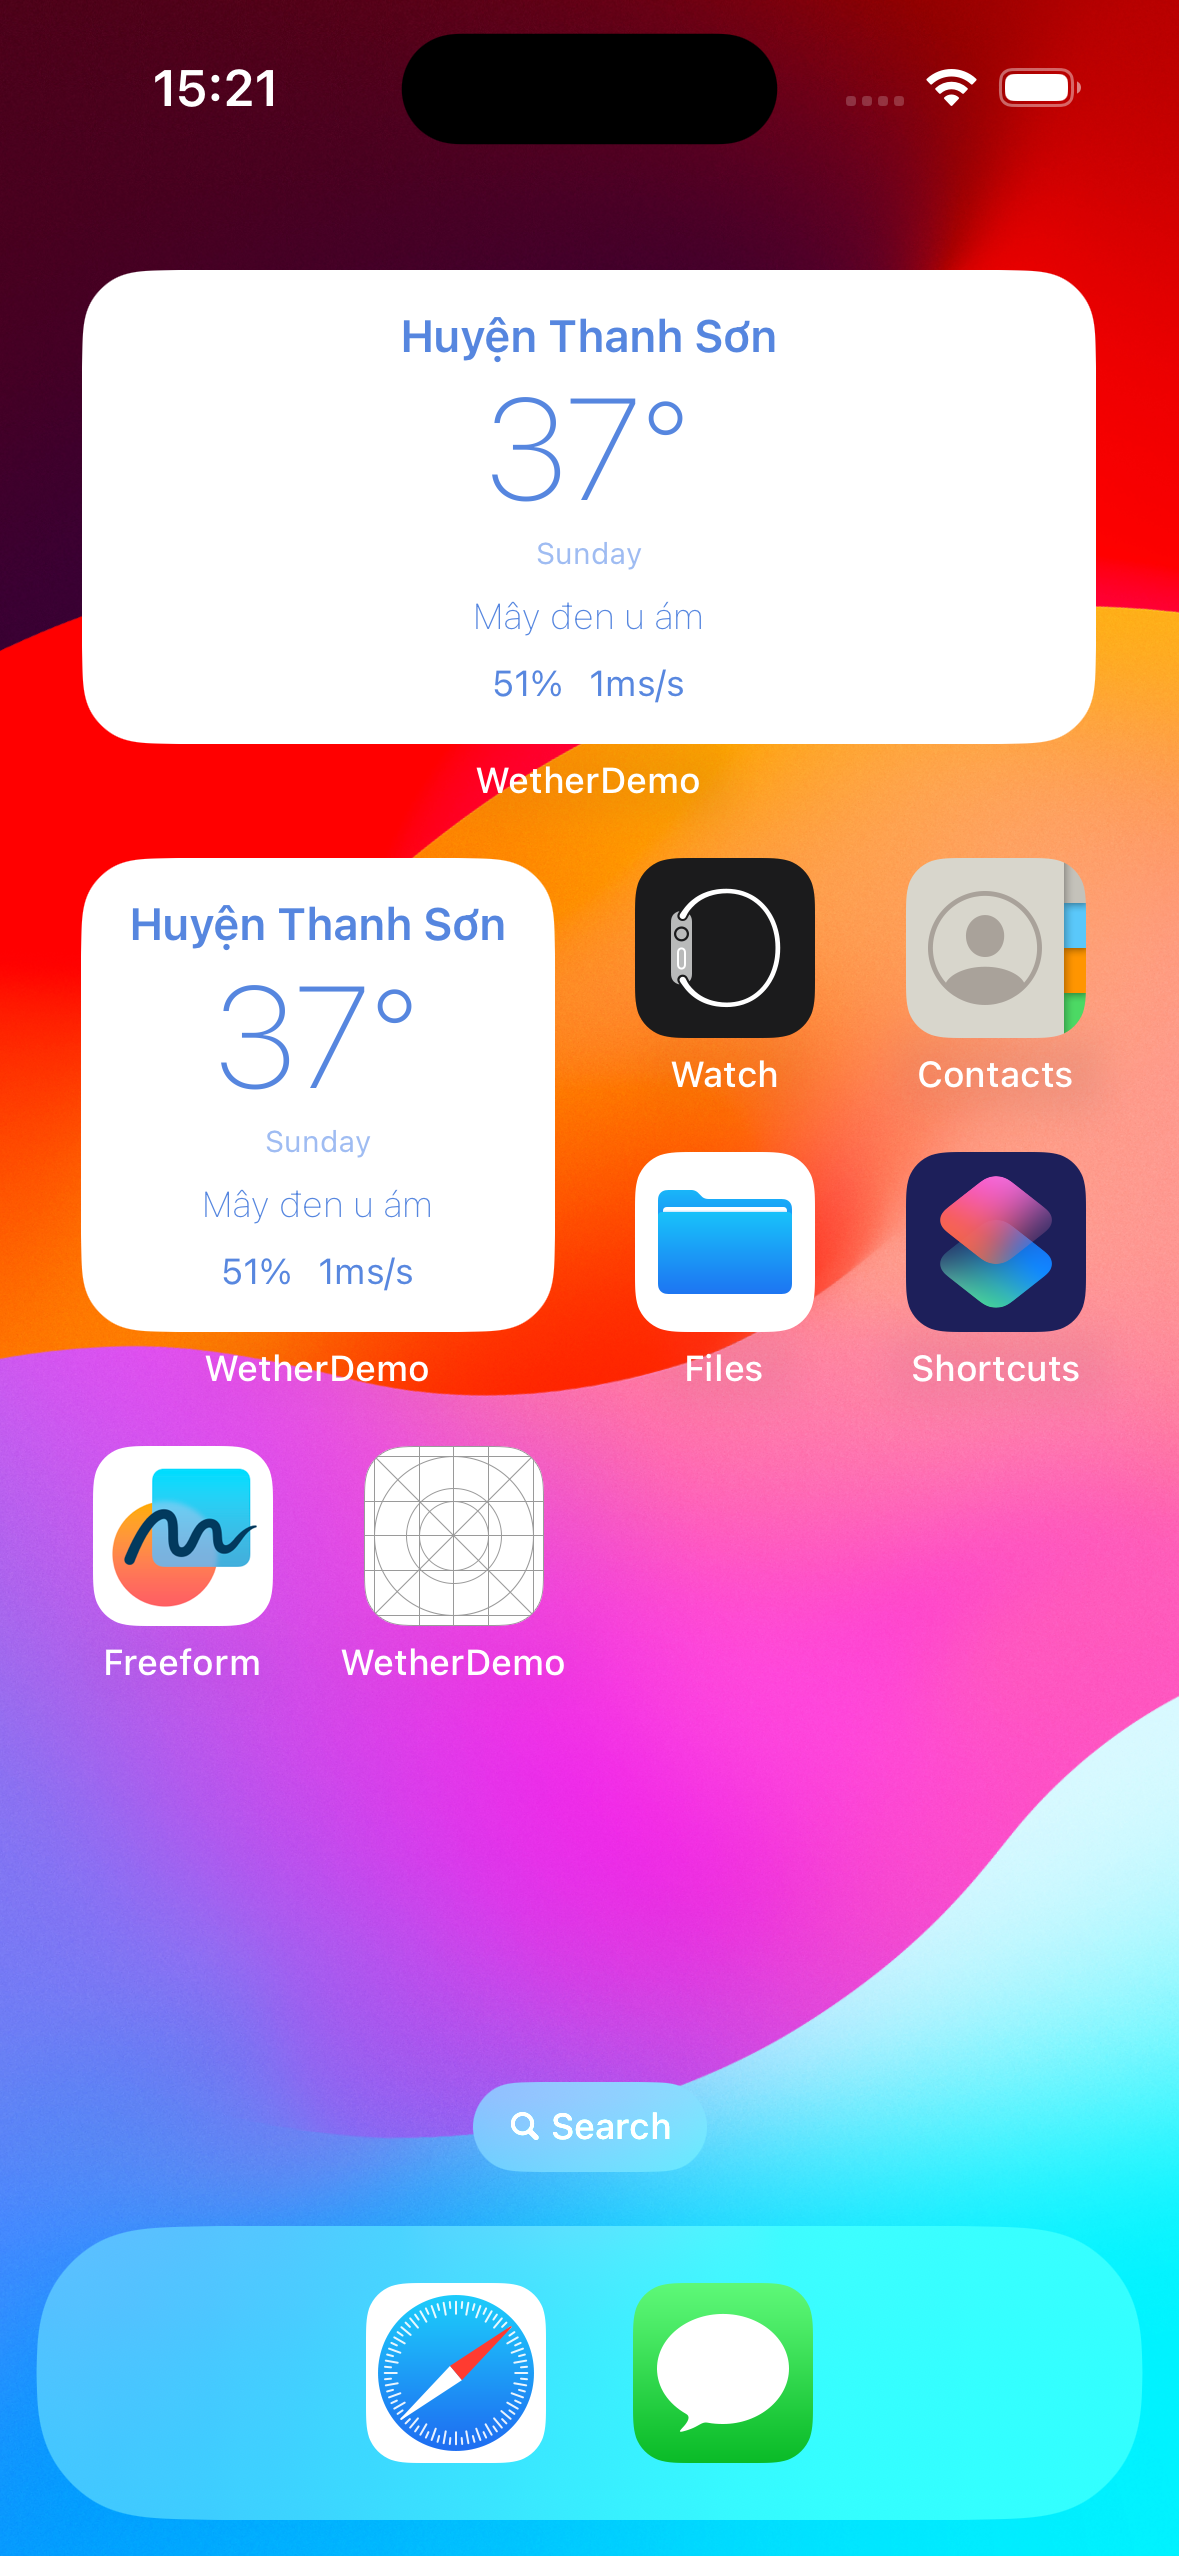 15:21
Huyện Thanh Sơn
37°
Sunday
Mây đen u ám
51% 1ms/s
WetherDemo
Huyện Thanh Sơn
37°
Sunday
Mây đen u ám
51% 1ms/s
WetherDemo
Watch
Contacts
Files
Shortcuts
Freeform
WetherDemo
Search